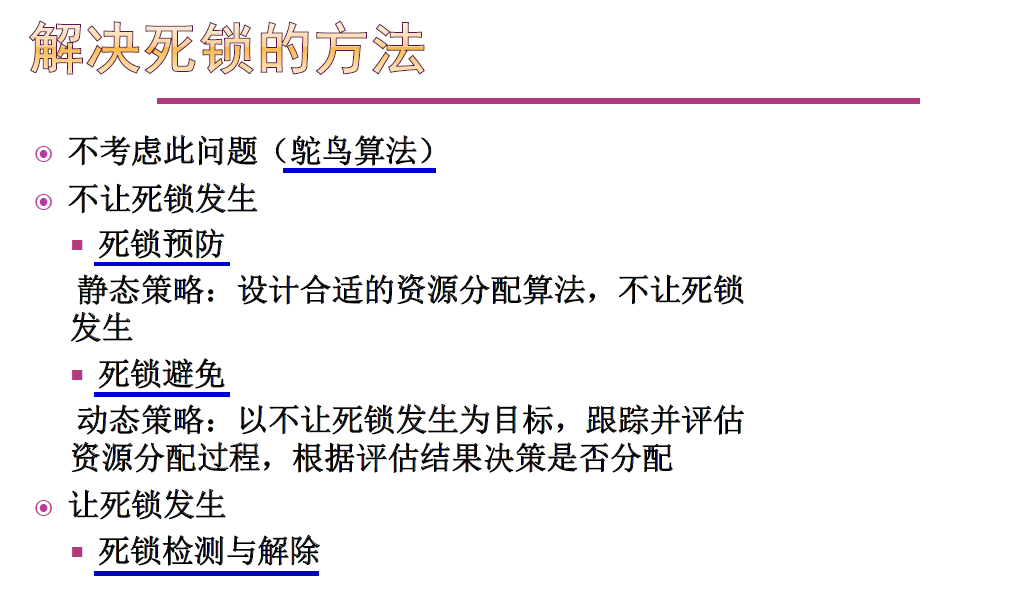 解决死锁的方法
不考虑此问题（鸵鸟算法）
不让死锁发生
死锁预防
静态策略：设计合适的资源分配算法，不让死锁
发生
死锁避免
动态策略：以不让死锁发生为目标，跟踪并评估
资源分配过程，根据评估结果决策是否分配
让死锁发生
死锁检测与解除